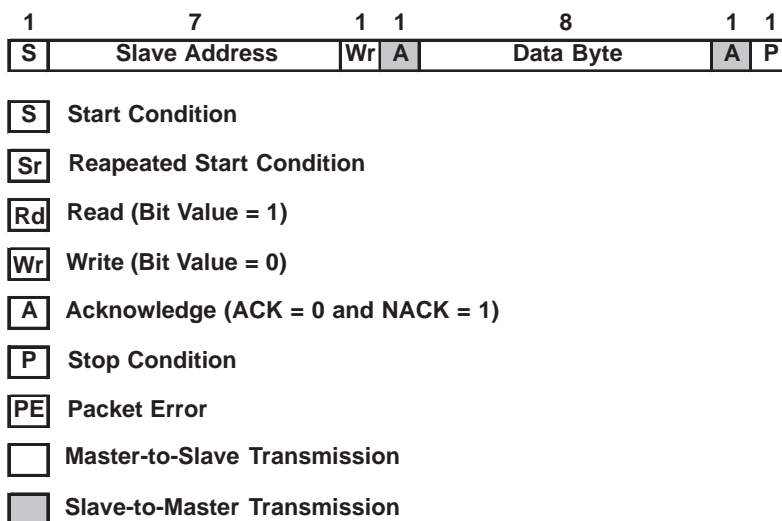 1 7 1 1 8 1 1
S Slave Address Wr A Data Byte A P
S Start Condition
Sr Reapeated Start Condition
Rd Read (Bit Value = 1)
Wr Write (Bit Value = 0)
A Acknowledge (ACK = 0 and NACK = 1)
P Stop Condition
PE Packet Error
Master-to-Slave Transmission
Slave-to-Master Transmission